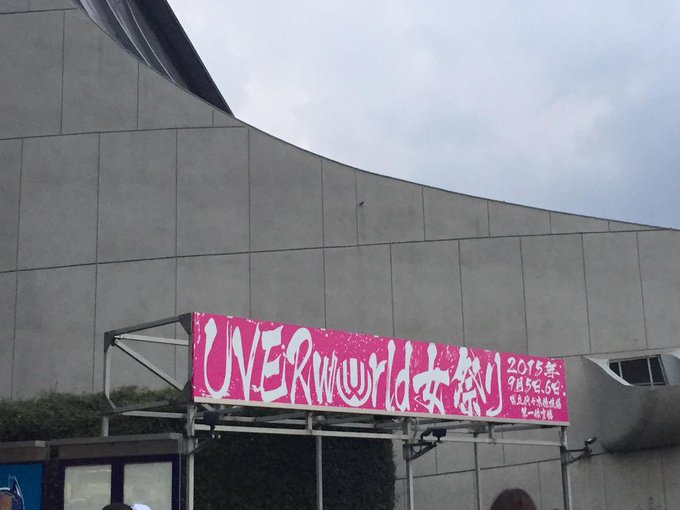 UVERworld女祭り
2015年
9月5日、6日、
国立代々木競技場
第一体育館